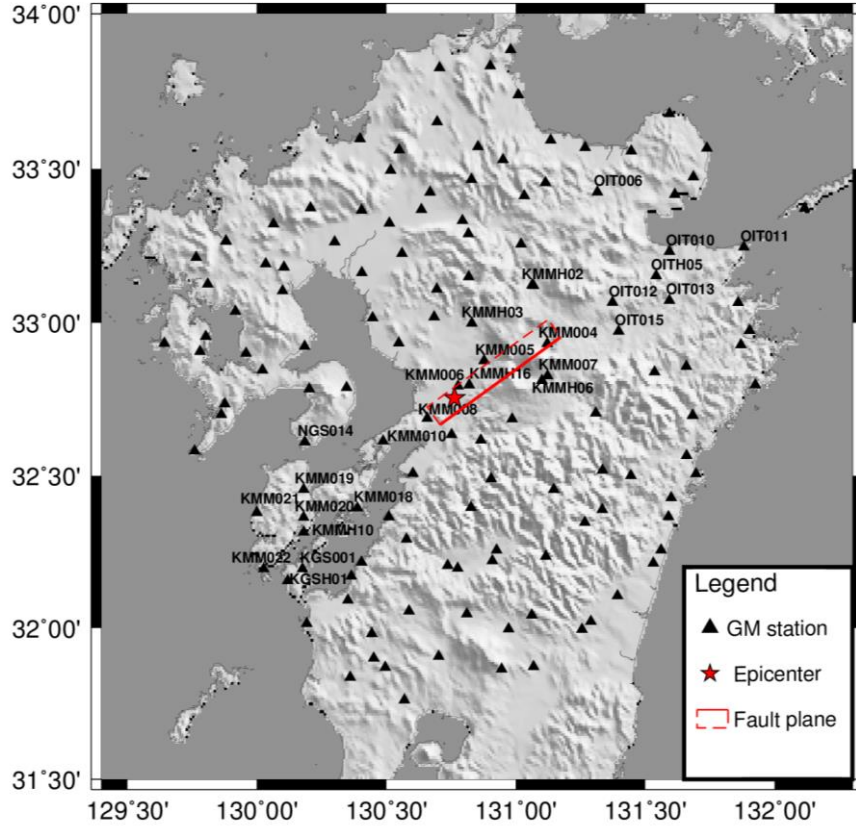 34˚00'
33˚30'
OIT006
OIT010
OIT011
OITH05
KMMH02
OIT012
OIT013
KMMH03
OIT015
33˚00'
KMM004
KMM005
KMM006
KMMH16
KMM007
KMMH06
KMM008
KMM010
NGS014
32˚30'
KMM019
KMM021
KMM018
KMM020
KMMH10
KMM022
KGS001
KGSH01
32˚00'
31˚30'
Legend
GM station
Epicenter
Fault plane
129˚30'
130˚00'
130˚30'
131˚00'
131˚30'
132˚00'